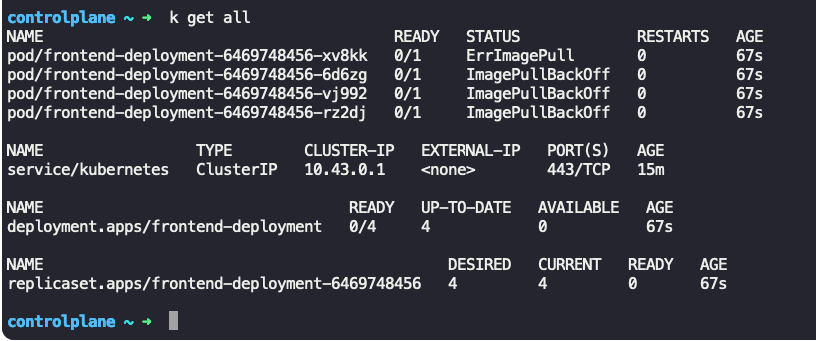 controlplane ~ ➜  k get all
NAME                                       READY   STATUS             RESTARTS   AGE
pod/frontend-deployment-6469748456-xv8kk   0/1     ErrImagePull       0          67s
pod/frontend-deployment-6469748456-6d6zg   0/1     ImagePullBackOff   0          67s
pod/frontend-deployment-6469748456-vj992   0/1     ImagePullBackOff   0          67s
pod/frontend-deployment-6469748456-rz2dj   0/1     ImagePullBackOff   0          67s
NAME                 TYPE        CLUSTER-IP   EXTERNAL-IP   PORT(S)   AGE
service/kubernetes   ClusterIP   10.43.0.1    <none>        443/TCP   15m
NAME                                  READY   UP-TO-DATE   AVAILABLE   AGE
deployment.apps/frontend-deployment   0/4     4            0           67s
NAME                                             DESIRED   CURRENT   READY   AGE
replicaset.apps/frontend-deployment-6469748456   4         4         0       67s
controlplane ~ ➜